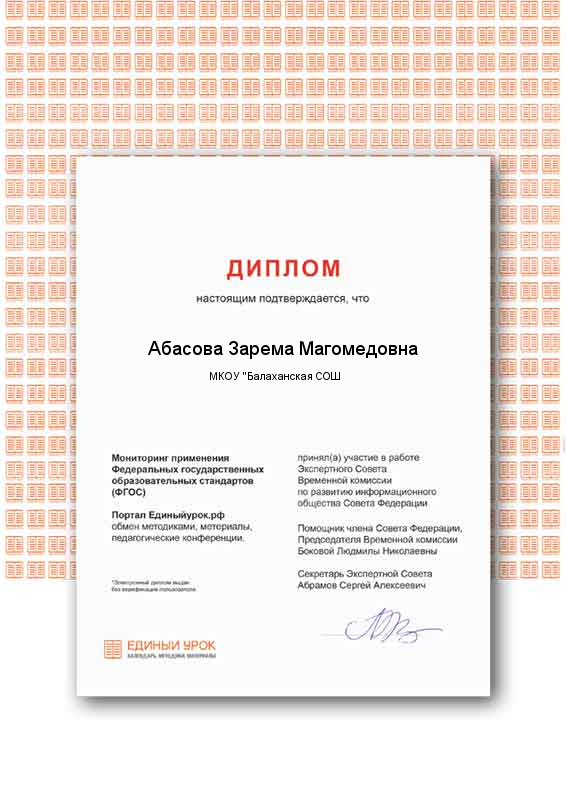 ДИПЛОМ
настоящим подтверждается, что
Абасова Зарема Магомедовна
МКОУ "Балаханская СОШ
Мониторинг применения
Федеральных государственных
образовательных стандартов
(ФГОС)
Портал Единыйурок.рф
обмен методиками, материалы,
педагогические конференции.
*Электронный диплом выдан
без верификации пользователя.
принял(а) участие в работе
Экспертного Совета
Временной комиссии
по развитию информационного
общества Совета Федерации
Помощник члена Совета Федерации,
Председателя Временной комиссии
Боковой Людмилы Николаевны
Секретарь Экспертной Совета
Абрамов Сергей Алексеевич
ЕДИНЫЙ УРОК
КАЛЕНДАРЬ МЕТОДИКИ МАТЕРИАЛЫ